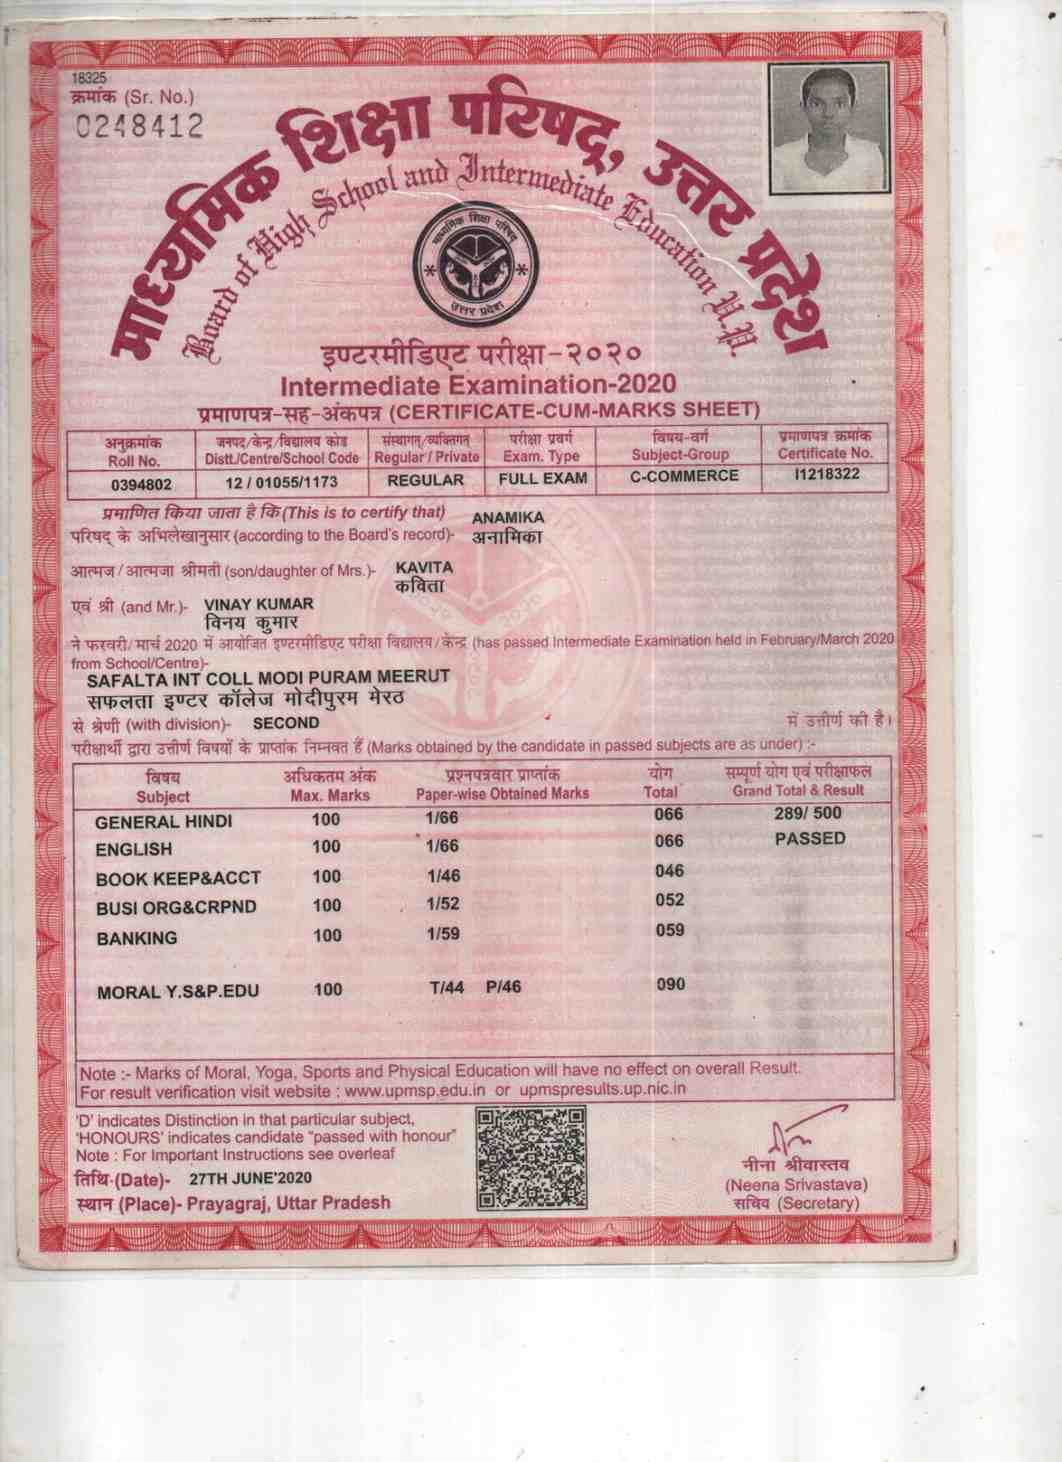 18325
क्रमांक (Sr. No.)
0248412
माध्यमिक शिक्षा परिषद्, उत्तर प्रदेश
Board of High School and Intermediate Education U.P.
माध्यमिक शिक्षा परिषद्
उत्तर प्रदेश
इण्टरमीडिएट परीक्षा-२०२०
Intermediate Examination-2020
प्रमाणपत्र-सह-अंकपत्र (CERTIFICATE-CUM-MARKS SHEET)
अनुक्रमांक जनपद/केन्द्र/विद्यालय कोड संस्थागत/व्यक्तिगत परीक्षा प्रवर्ग विषय-वर्ग प्रमाणपत्र क्रमांक
Roll No. Distt./Centre/School Code Regular / Private Exam. Type Subject-Group Certificate No.
0394802 12 / 01055/1173 REGULAR FULL EXAM C-COMMERCE I1218322
प्रमाणित किया जाता है कि (This is to certify that) ANAMIKA
परिषद् के अभिलेखानुसार (according to the Board's record)- अनामिका
आत्मज / आत्मजा श्रीमती (son/daughter of Mrs.)- KAVITA
कविता
एवं श्री (and Mr.)- VINAY KUMAR
विनय कुमार
ने फरवरी/ मार्च 2020 में आयोजित इण्टरमीडिएट परीक्षा विद्यालय/केन्द्र (has passed Intermediate Examination held in February/March 2020
from School/Centre)-
SAFALTA INT COLL MODI PURAM MEERUT
सफलता इण्टर कॉलेज मोदीपुरम मेरठ
से श्रेणी (with division)- SECOND में उत्तीर्ण की है।
परीक्षार्थी द्वारा उत्तीर्ण विषयों के प्राप्तांक निम्नवत हैं (Marks obtained by the candidate in passed subjects are as under) :-
विषय अधिकतम अंक प्रश्नपत्रवार प्राप्तांक योग सम्पूर्ण योग एवं परीक्षाफल
Subject Max. Marks Paper-wise Obtained Marks Total Grand Total & Result
GENERAL HINDI 100 1/66 066 289/ 500
ENGLISH 100 1/66 066 PASSED
BOOK KEEP&ACCT 100 1/46 046
BUSI ORG&CRPND 100 1/52 052
BANKING 100 1/59 059
MORAL Y.S&P.EDU 100 T/44 P/46 090
Note :- Marks of Moral, Yoga, Sports and Physical Education will have no effect on overall Result.
For result verification visit website : www.upmsp.edu.in or upmspresults.up.nic.in
'D' indicates Distinction in that particular subject,
'HONOURS' indicates candidate "passed with honour"
Note : For Important Instructions see overleaf
तिथि-(Date)- 27TH JUNE'2020
स्थान (Place)- Prayagraj, Uttar Pradesh
नीना श्रीवास्तव
(Neena Srivastava)
सचिव (Secretary)